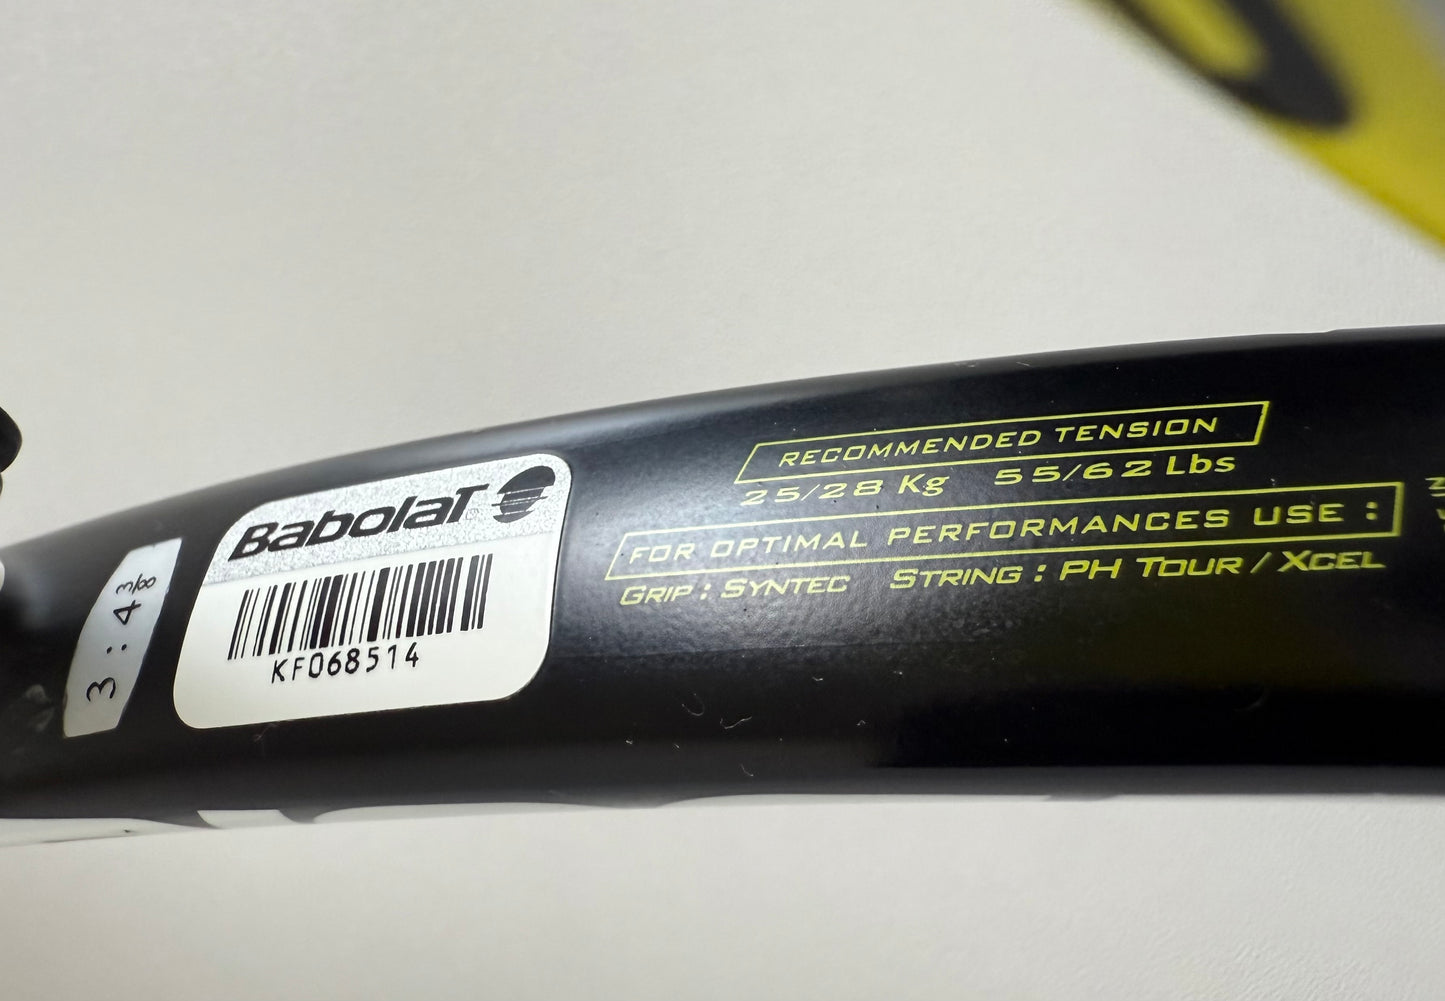 3 : 4 3/8
BabolaT
KF068514
RECOMMENDED TENSION
25/28 Kg 55/62 Lbs
FOR OPTIMAL PERFORMANCES USE :
GRIP : SYNTEC STRING : PH TOUR / XCEL